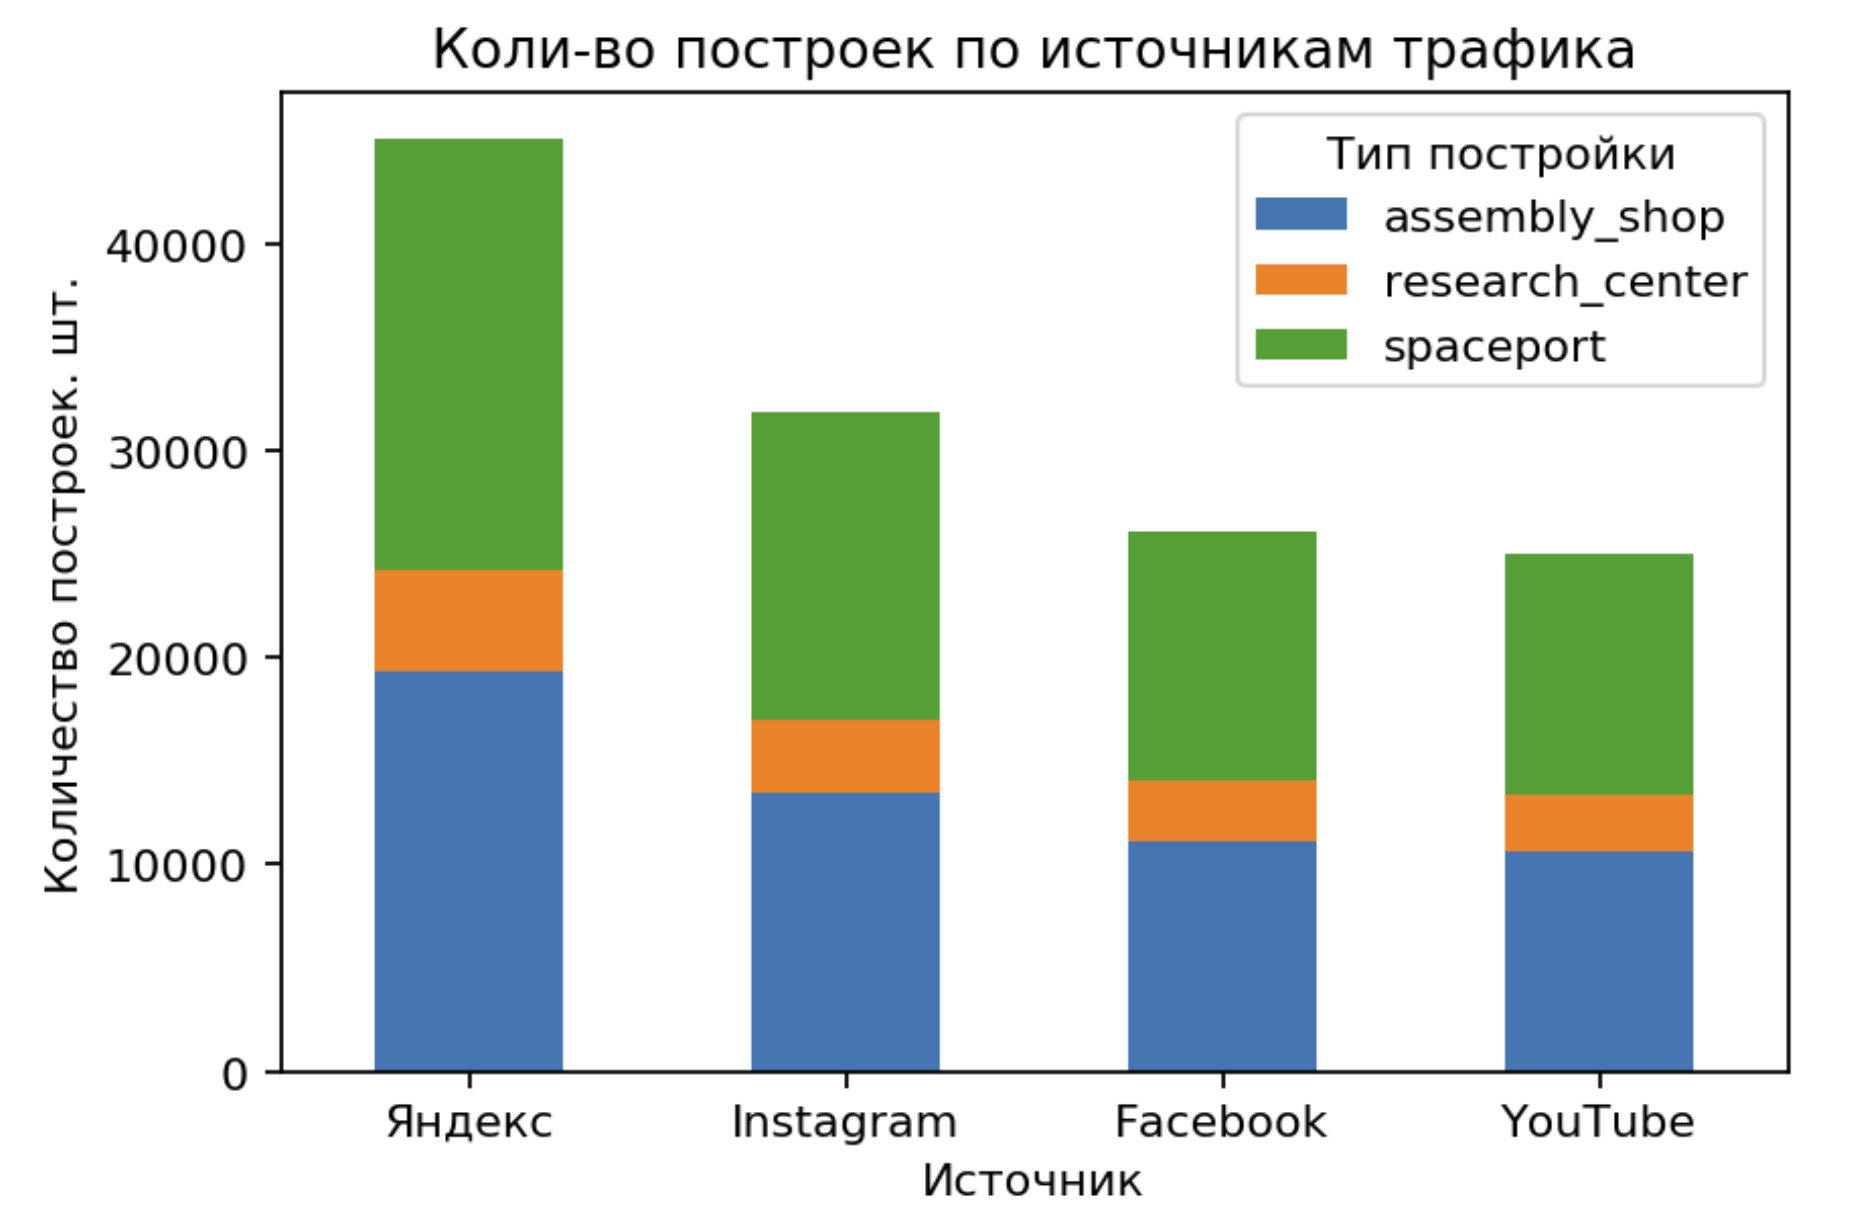 Коли-во построек по источникам трафика
Количество построек. шт.
40000
30000
20000
10000
0
Тип постройки
assembly_shop
research_center
spaceport
Яндекс Instagram Facebook YouTube
Источник